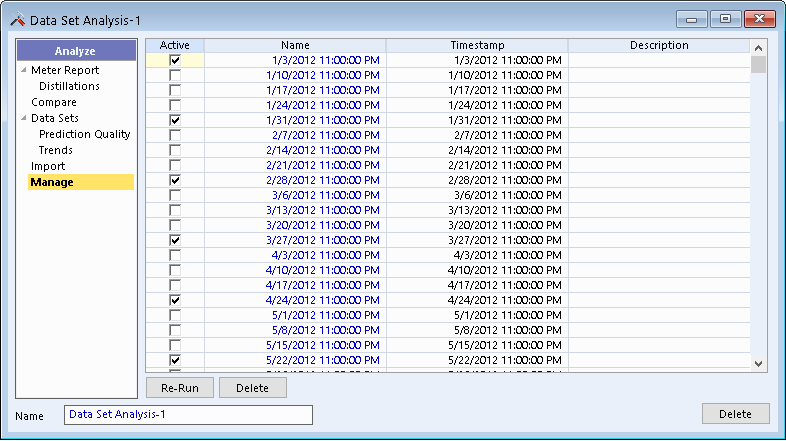 Data Set Analysis-1
Analyze
Meter Report
Distillations
Compare
Data Sets
Prediction Quality
Trends
Import
Manage
Active Name Timestamp Description
1/3/2012 11:00:00 PM 1/3/2012 11:00:00 PM
1/10/2012 11:00:00 PM 1/10/2012 11:00:00 PM
1/17/2012 11:00:00 PM 1/17/2012 11:00:00 PM
1/24/2012 11:00:00 PM 1/24/2012 11:00:00 PM
1/31/2012 11:00:00 PM 1/31/2012 11:00:00 PM
2/7/2012 11:00:00 PM 2/7/2012 11:00:00 PM
2/14/2012 11:00:00 PM 2/14/2012 11:00:00 PM
2/21/2012 11:00:00 PM 2/21/2012 11:00:00 PM
2/28/2012 11:00:00 PM 2/28/2012 11:00:00 PM
3/6/2012 11:00:00 PM 3/6/2012 11:00:00 PM
3/13/2012 11:00:00 PM 3/13/2012 11:00:00 PM
3/20/2012 11:00:00 PM 3/20/2012 11:00:00 PM
3/27/2012 11:00:00 PM 3/27/2012 11:00:00 PM
4/3/2012 11:00:00 PM 4/3/2012 11:00:00 PM
4/10/2012 11:00:00 PM 4/10/2012 11:00:00 PM
4/17/2012 11:00:00 PM 4/17/2012 11:00:00 PM
4/24/2012 11:00:00 PM 4/24/2012 11:00:00 PM
5/1/2012 11:00:00 PM 5/1/2012 11:00:00 PM
5/8/2012 11:00:00 PM 5/8/2012 11:00:00 PM
5/15/2012 11:00:00 PM 5/15/2012 11:00:00 PM
5/22/2012 11:00:00 PM 5/22/2012 11:00:00 PM
Re-Run Delete
Name Data Set Analysis-1 Delete